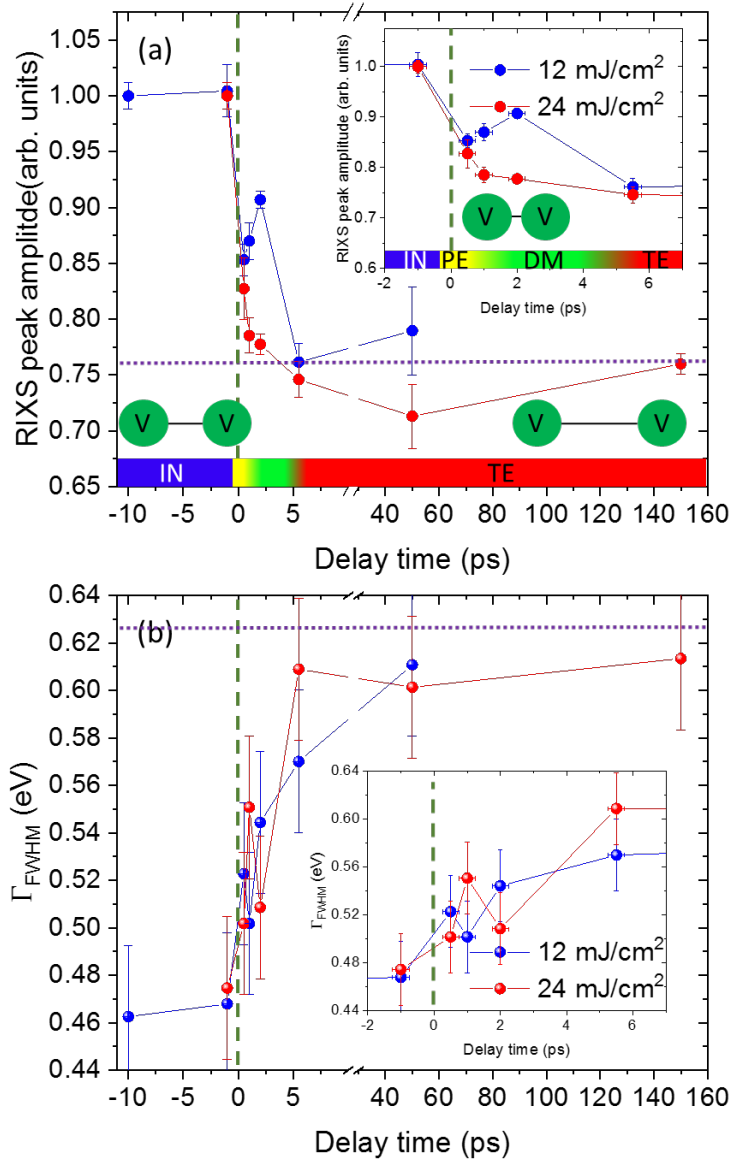 (a)
RIXS peak amplitde(arb. units)
1.05
1.00
0.95
0.90
0.85
0.80
0.75
0.70
0.65
RIXS peak amplitude (arb. units)
1.0
0.9
0.8
0.7
0.6
12 mJ/cm²
24 mJ/cm²
V V
IN PE DM TE
-2 0 2 4 6
Delay time (ps)
V V
V V
IN TE
-10 -5 0 5 40 60 80 100 120 140 160
Delay time (ps)
(b)
Γ_FWHM (eV)
0.64
0.62
0.60
0.58
0.56
0.54
0.52
0.50
0.48
0.46
0.44
Γ_FWHM (eV)
0.64
0.60
0.56
0.52
0.48
0.44
12 mJ/cm²
24 mJ/cm²
-2 0 2 4 6
Delay time (ps)
-10 -5 0 5 40 60 80 100 120 140 160
Delay time (ps)